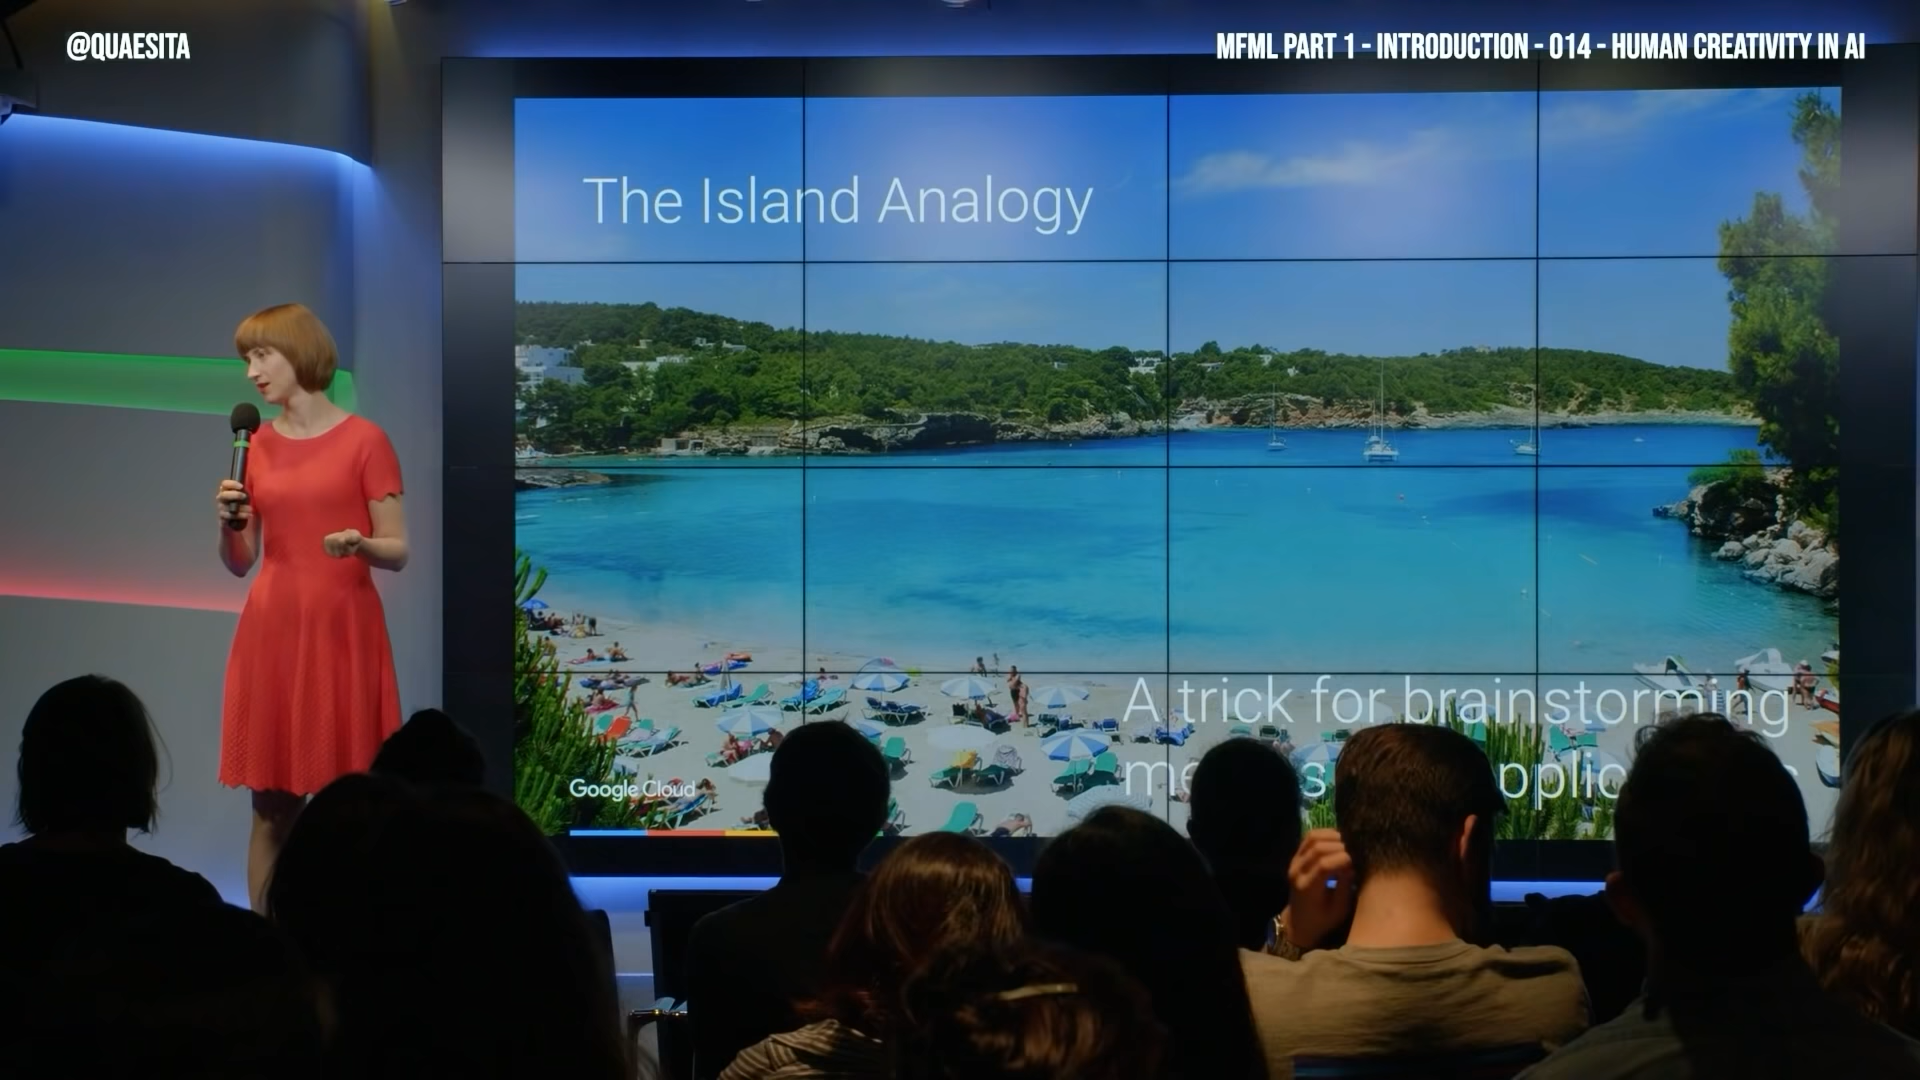 @QUAESITA
MFML PART 1 - INTRODUCTION - 014 - HUMAN CREATIVITY IN AI
The Island Analogy
A trick for brainstorming
Google Cloud